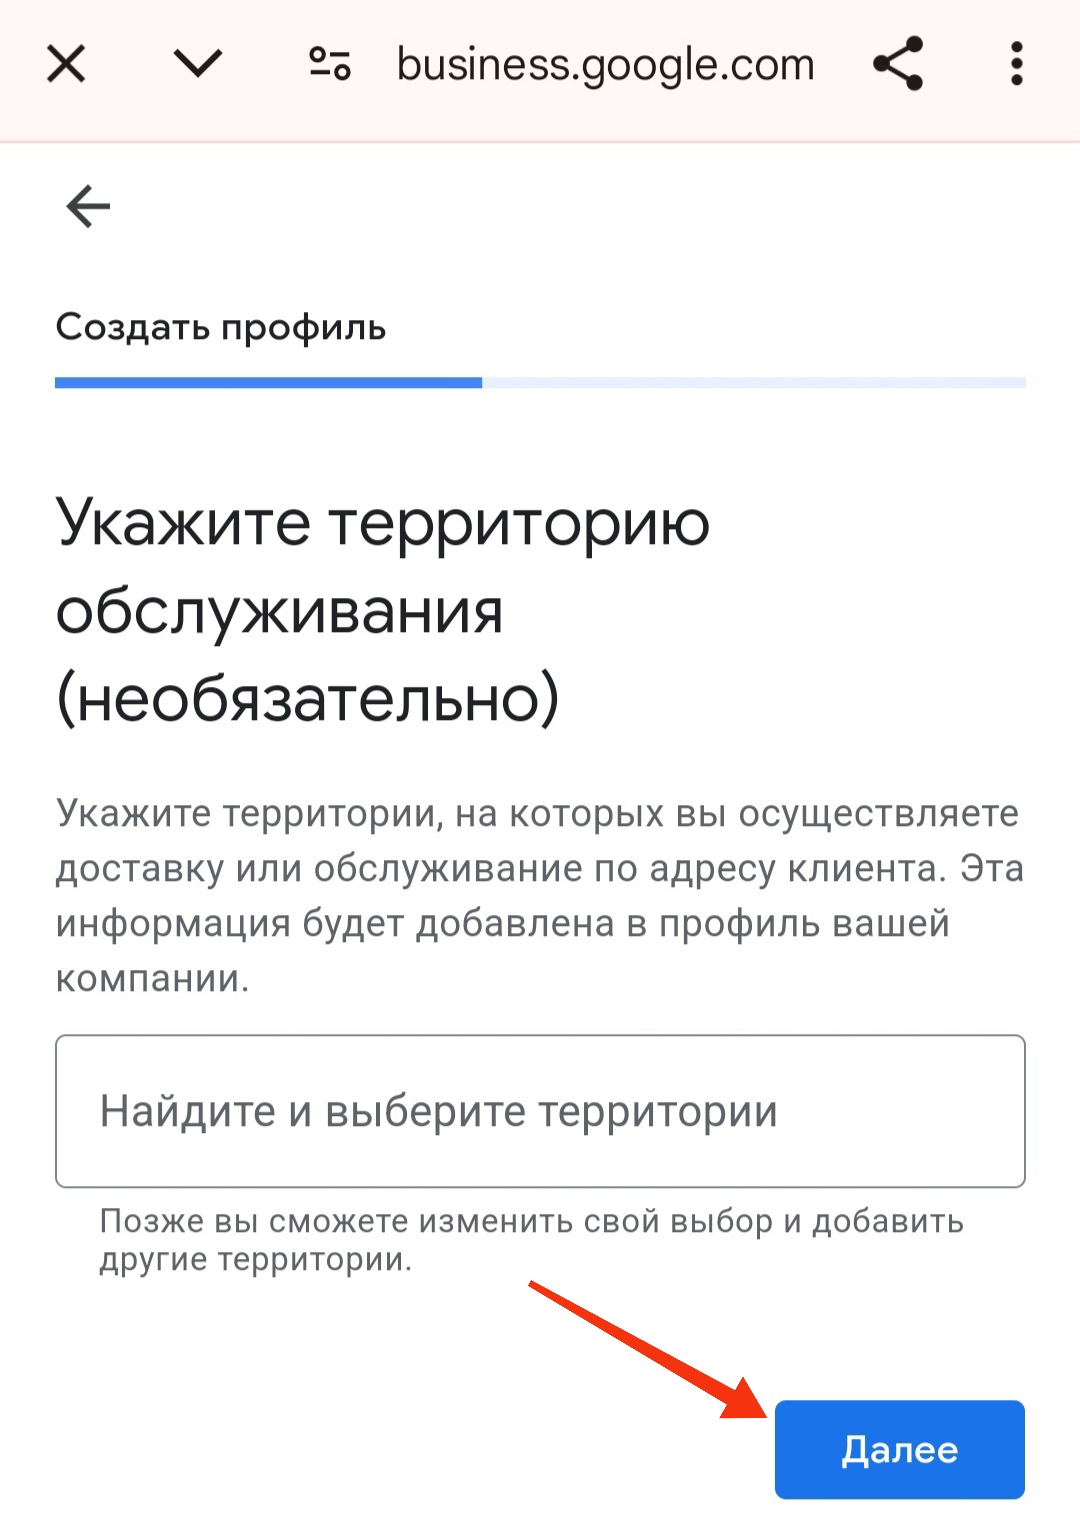 business.google.com
Создать профиль
Укажите территорию
обслуживания
(необязательно)
Укажите территории, на которых вы осуществляете
доставку или обслуживание по адресу клиента. Эта
информация будет добавлена в профиль вашей
компании.
Найдите и выберите территории
Позже вы сможете изменить свой выбор и добавить
другие территории.
Далее